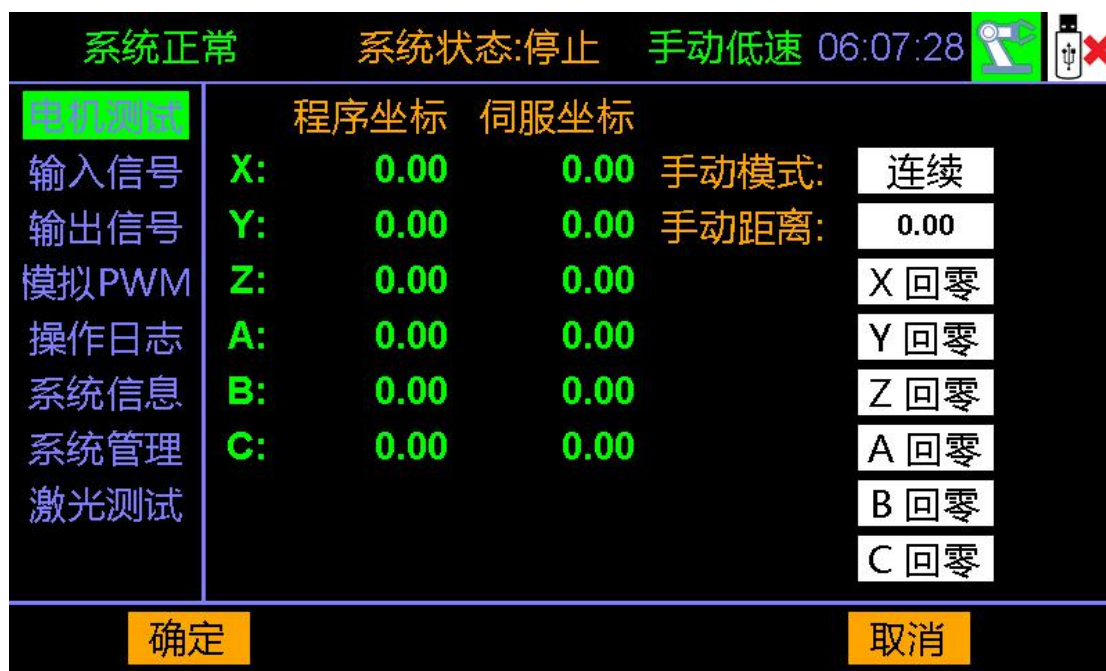 系统正常 系统状态:停止 手动低速 06:07:28
电机测试 程序坐标 伺服坐标
输入信号 X: 0.00 0.00 手动模式: 连续
输出信号 Y: 0.00 0.00 手动距离: 0.00
模拟PWM Z: 0.00 0.00 X 回零
操作日志 A: 0.00 0.00 Y 回零
系统信息 B: 0.00 0.00 Z 回零
系统管理 C: 0.00 0.00 A 回零
激光测试 B 回零
C 回零
确定 取消